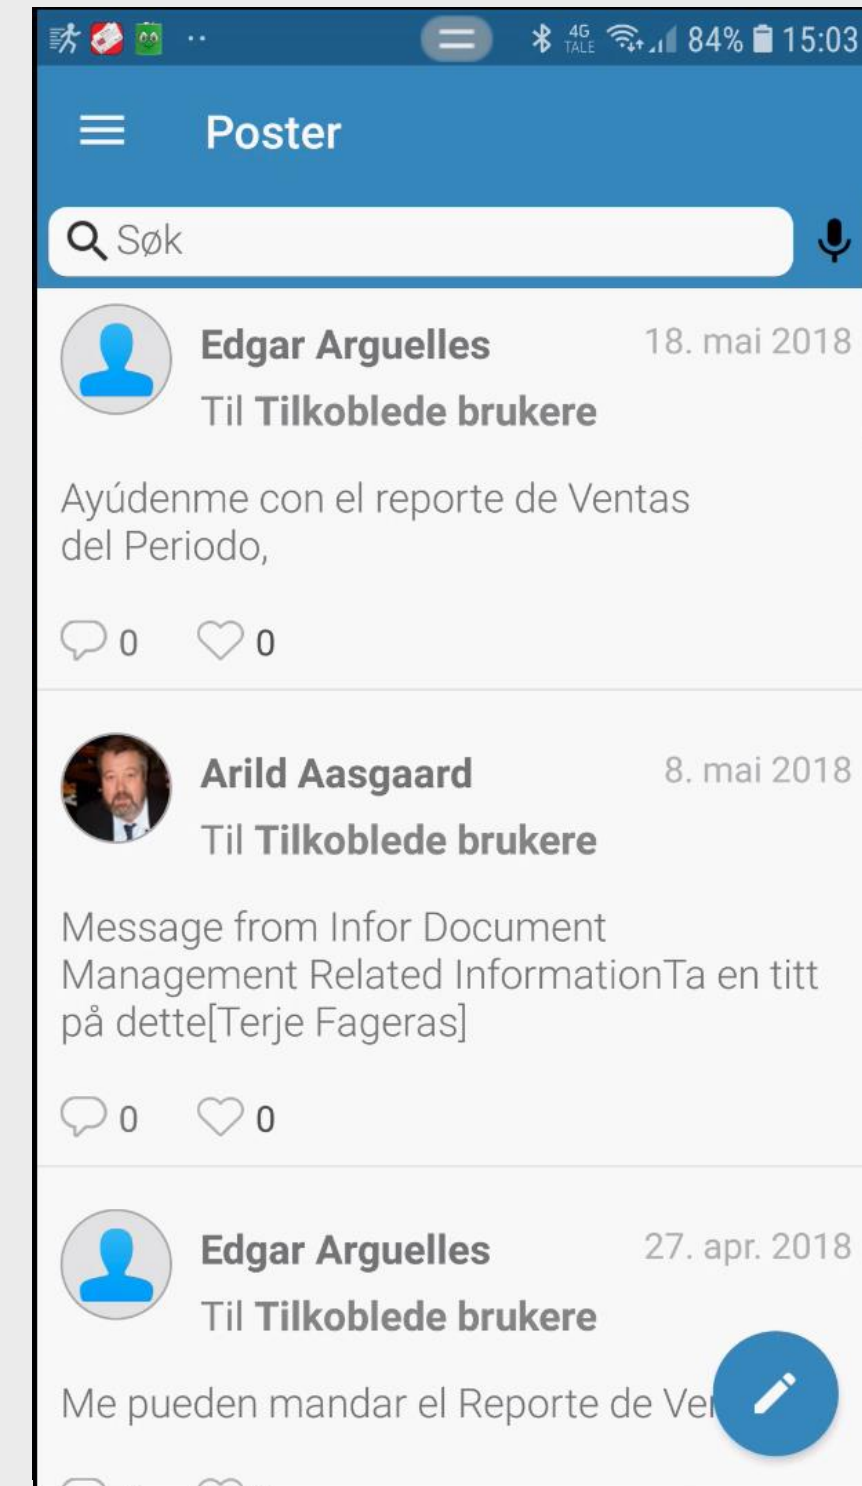 4G
TALE
84%
15:03
Poster
Søk
Edgar Arguelles
18. mai 2018
Til Tilkoblede brukere
Ayúdenme con el reporte de Ventas
del Periodo,
0
0
Arild Aasgaard
8. mai 2018
Til Tilkoblede brukere
Message from Infor Document
Management Related InformationTa en titt
på dette[Terje Fageras]
0
0
Edgar Arguelles
27. apr. 2018
Til Tilkoblede brukere
Me pueden mandar el Reporte de